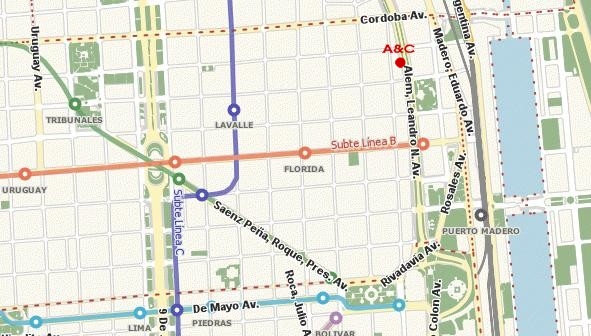 Cordoba Av.
Argentina Av.
Uruguay Av.
A&C
Madero, Eduardo Av.
Alem, Leandro N. Av.
TRIBUNALES
LAVALLE
Subte Línea B
FLORIDA
URUGUAY
Subte Línea C
Rosales Av.
Saenz Peña, Roque, Pres. Av.
PUERTO MADERO
Rivadavia Av.
Roca, Julio A
Colon Av.
De Mayo Av.
9 De
LIMA
PIEDRAS
BOLIVAR